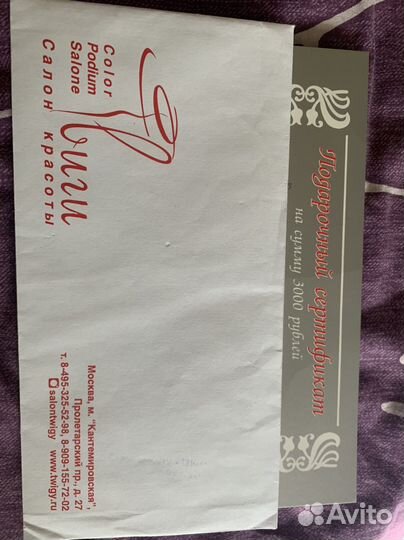 Color
Podium
Salone
Твигги
Салон красоты
Москва, м. "Кантемировская",
Пролетарский пр., д. 27
т. 8-495-325-52-98, 8-909-155-72-02
salontwigy www.twigy.ru
Подарочный сертификат
на сумму 3000 рублей
Avito